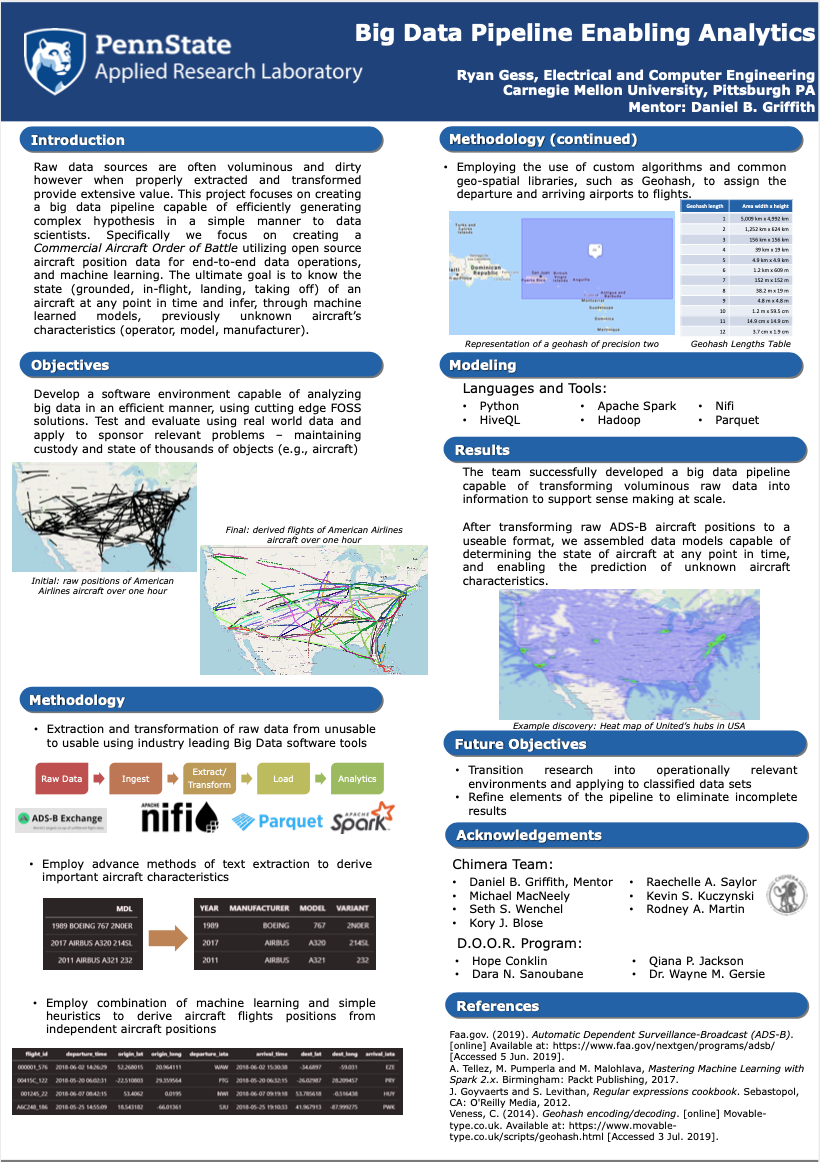 PennState
Applied Research Laboratory
Big Data Pipeline Enabling Analytics
Ryan Gess, Electrical and Computer Engineering
Carnegie Mellon University, Pittsburgh PA
Mentor: Daniel B. Griffith
Introduction
Raw data sources are often voluminous and dirty
however when properly extracted and transformed
provide extensive value. This project focuses on creating
a big data pipeline capable of efficiently generating
complex hypothesis in a simple manner to data
scientists. Specifically we focus on creating a
Commercial Aircraft Order of Battle utilizing open source
aircraft position data for end-to-end data operations,
and machine learning. The ultimate goal is to know the
state (grounded, in-flight, landing, taking off) of an
aircraft at any point in time and infer, through machine
learned models, previously unknown aircraft's
characteristics (operator, model, manufacturer).
Objectives
Develop a software environment capable of analyzing
big data in an efficient manner, using cutting edge FOSS
solutions. Test and evaluate using real world data and
apply to sponsor relevant problems – maintaining
custody and state of thousands of objects (e.g., aircraft)
Initial: raw positions of American
Airlines aircraft over one hour
Final: derived flights of American Airlines
aircraft over one hour
Methodology
• Extraction and transformation of raw data from unusable
to usable using industry leading Big Data software tools
Raw Data
Ingest
Extract/
Transform
Load
Analytics
ADS-B Exchange
APACHE
nifi
Parquet
APACHE
Spark
• Employ advance methods of text extraction to derive
important aircraft characteristics
MDL
1989 BOEING 767 2N0ER
2017 AIRBUS A320 214SL
2011 AIRBUS A321 232
YEAR MANUFACTURER MODEL VARIANT
1989 BOEING 767 2N0ER
2017 AIRBUS A320 214SL
2011 AIRBUS A321 232
• Employ combination of machine learning and simple
heuristics to derive aircraft flights positions from
independent aircraft positions
flight_id departure_time origin_lat origin_long departure_iata arrival_time dest_lat dest_long arrival_iata
000001_576 2018-06-02 14:26:29 52.268015 20.964111 WAW 2018-06-02 15:30:38 -34.6897 -59.031 EZE
00415C_122 2018-05-20 06:02:31 -22.510803 29.359564 PTG 2018-05-20 06:32:15 -26.02987 28.209457 PRY
001245_22 2018-06-07 08:42:15 53.4062 0.0195 NWI 2018-06-07 09:19:18 53.785618 -0.516438 HUY
A6C248_186 2018-05-25 14:55:09 18.543182 -66.01361 SJU 2018-05-25 19:10:33 41.967913 -87.999275 PWK
Methodology (continued)
• Employing the use of custom algorithms and common
geo-spatial libraries, such as Geohash, to assign the
departure and arriving airports to flights.
Turks and
Caicos Islands
Dominican
Republic
San Juan
Puerto Rico
British
Virgin
Islands
Anguilla
Antigua and
Barbuda
Montserrat
Guadeloupe
Dominica
Martinique
Representation of a geohash of precision two
Geohash length Area width x height
1 5,009 km x 4,992 km
2 1,252 km x 624 km
3 156 km x 156 km
4 39 km x 19 km
5 4.9 km x 4.9 km
6 1.2 km x 609 m
7 152 m x 152 m
8 38.2 m x 19 m
9 4.8 m x 4.8 m
10 1.2 m x 59.5 cm
11 14.9 cm x 14.9 cm
12 3.7 cm x 1.9 cm
Geohash Lengths Table
Modeling
Languages and Tools:
• Python • Apache Spark • Nifi
• HiveQL • Hadoop • Parquet
Results
The team successfully developed a big data pipeline
capable of transforming voluminous raw data into
information to support sense making at scale.
After transforming raw ADS-B aircraft positions to a
useable format, we assembled data models capable of
determining the state of aircraft at any point in time,
and enabling the prediction of unknown aircraft
characteristics.
Example discovery: Heat map of United's hubs in USA
Future Objectives
• Transition research into operationally relevant
environments and applying to classified data sets
• Refine elements of the pipeline to eliminate incomplete
results
Acknowledgements
Chimera Team:
• Daniel B. Griffith, Mentor • Raechelle A. Saylor
• Michael MacNeely • Kevin S. Kuczynski
• Seth S. Wenchel • Rodney A. Martin
• Kory J. Blose
CHIMERA
D.O.O.R. Program:
• Hope Conklin • Qiana P. Jackson
• Dara N. Sanoubane • Dr. Wayne M. Gersie
References
Faa.gov. (2019). Automatic Dependent Surveillance-Broadcast (ADS-B).
[online] Available at: https://www.faa.gov/nextgen/programs/adsb/
[Accessed 5 Jun. 2019].
A. Tellez, M. Pumperla and M. Malohlava, Mastering Machine Learning with
Spark 2.x. Birmingham: Packt Publishing, 2017.
J. Goyvaerts and S. Levithan, Regular expressions cookbook. Sebastopol,
CA: O'Reilly Media, 2012.
Veness, C. (2014). Geohash encoding/decoding. [online] Movable-
type.co.uk. Available at: https://www.movable-
type.co.uk/scripts/geohash.html [Accessed 3 Jul. 2019].